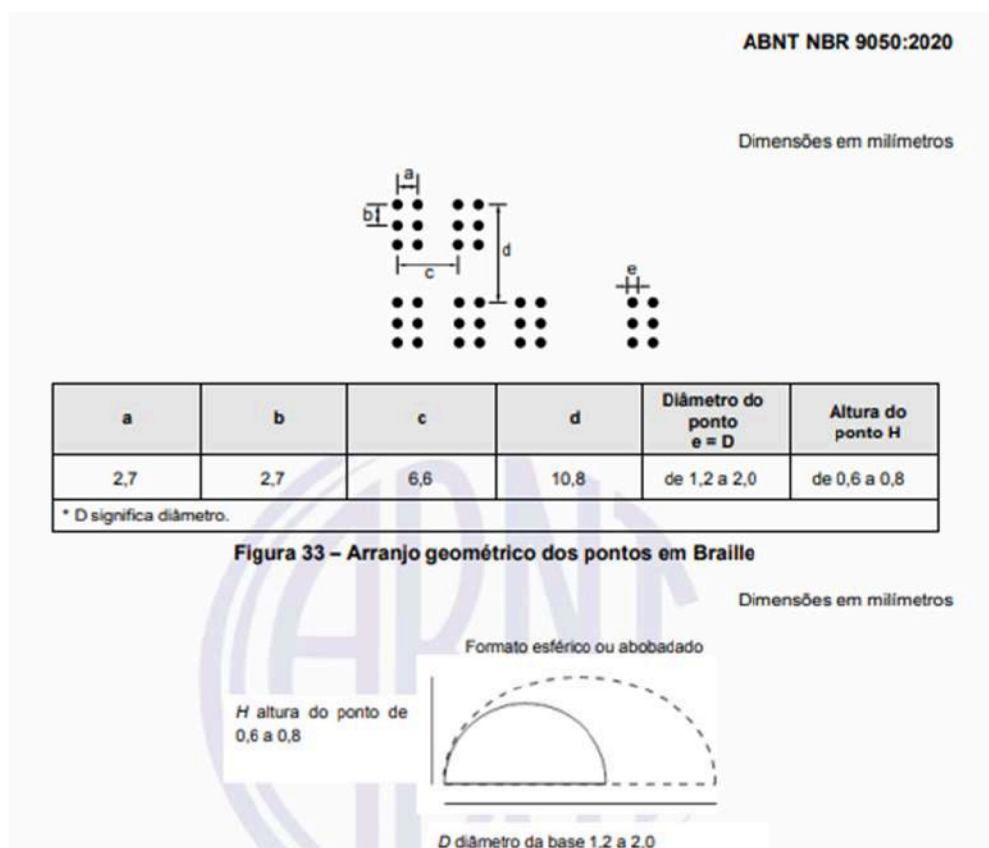 ABNT NBR 9050:2020
Dimensões em milímetros
a
b
d
c
e
a b c d Diâmetro do ponto e = D Altura do ponto H
2,7 2,7 6,6 10,8 de 1,2 a 2,0 de 0,6 a 0,8
* D significa diâmetro.
Figura 33 – Arranjo geométrico dos pontos em Braille
Dimensões em milímetros
Formato esférico ou abobadado
H altura do ponto de
0,6 a 0,8
D diâmetro da base 1,2 a 2,0
ABNT